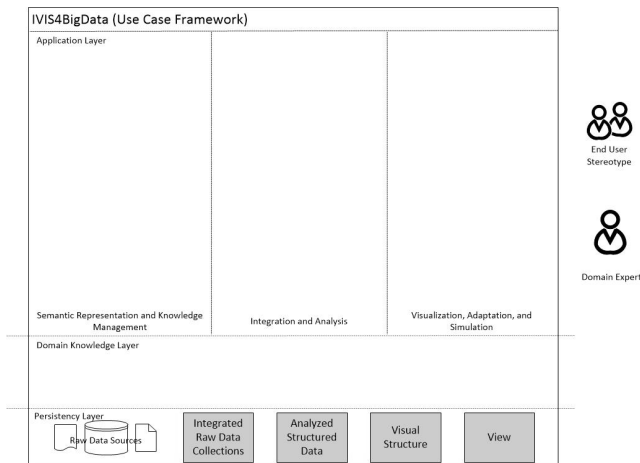 IVIS4BigData (Use Case Framework)
Application Layer
End User
Stereotype
Domain Expert
Semantic Representation and Knowledge
Management
Integration and Analysis
Visualization, Adaptation, and
Simulation
Domain Knowledge Layer
Persistency Layer
Raw Data Sources
Integrated
Raw Data
Collections
Analyzed
Structured
Data
Visual
Structure
View